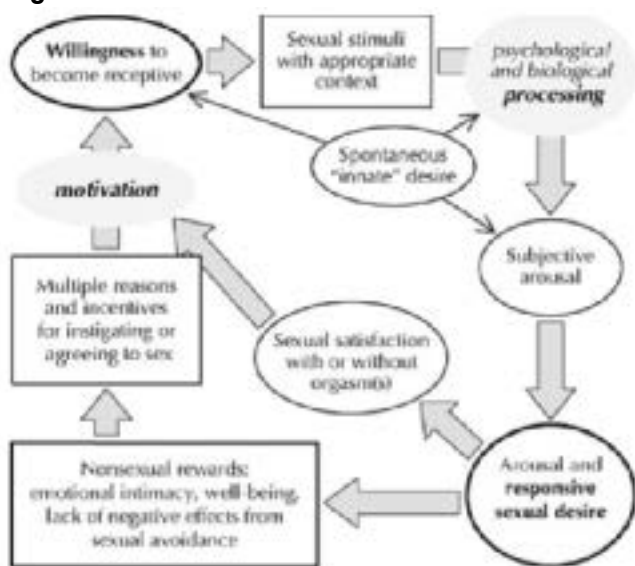 Willingness to
become receptive
Sexual stimuli
with appropriate
context
psychological
and biological
processing
Spontaneous
"innate" desire
motivation
Subjective
arousal
Multiple reasons
and incentives
for instigating or
agreeing to sex
Sexual satisfaction
with or without
orgasm(s)
Nonsexual rewards:
emotional intimacy, well-being,
lack of negative effects from
sexual avoidance
Arousal and
responsive
sexual desire